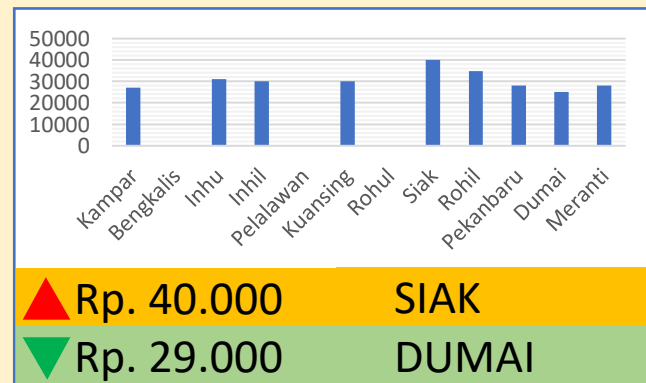 50000
40000
30000
20000
10000
0
Kampar
Bengkalis
Inhu
Inhil
Pelalawan
Kuansing
Rohul
Siak
Rohil
Pekanbaru
Dumai
Meranti
Rp. 40.000 SIAK
Rp. 29.000 DUMAI